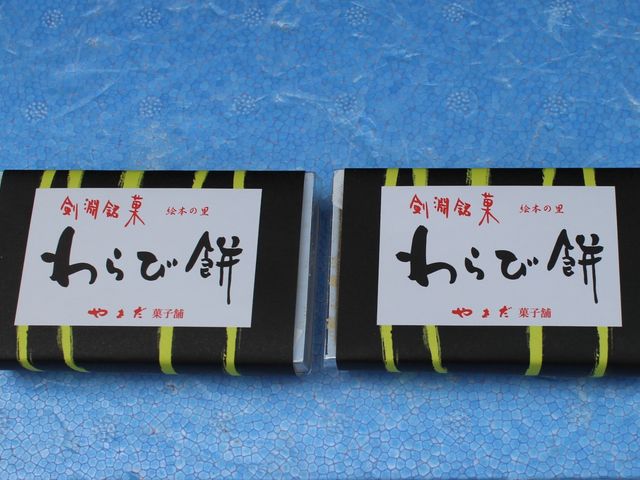 剣淵銘菓 絵本の里
わらび餅
やまだ 菓子舗
剣淵銘菓 絵本の里
わらび餅
やまだ 菓子舗